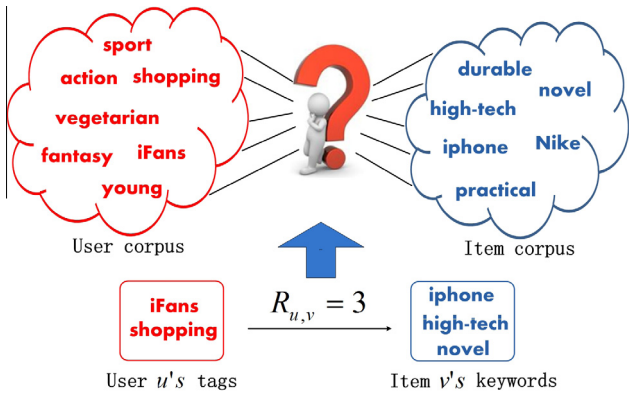 sport
action shopping
vegetarian
fantasy iFans
young
User corpus
?
durable
novel
high-tech
iphone Nike
practical
Item corpus
iFans
shopping
User u's tags
R_{u,v} = 3
iphone
high-tech
novel
Item v's keywords